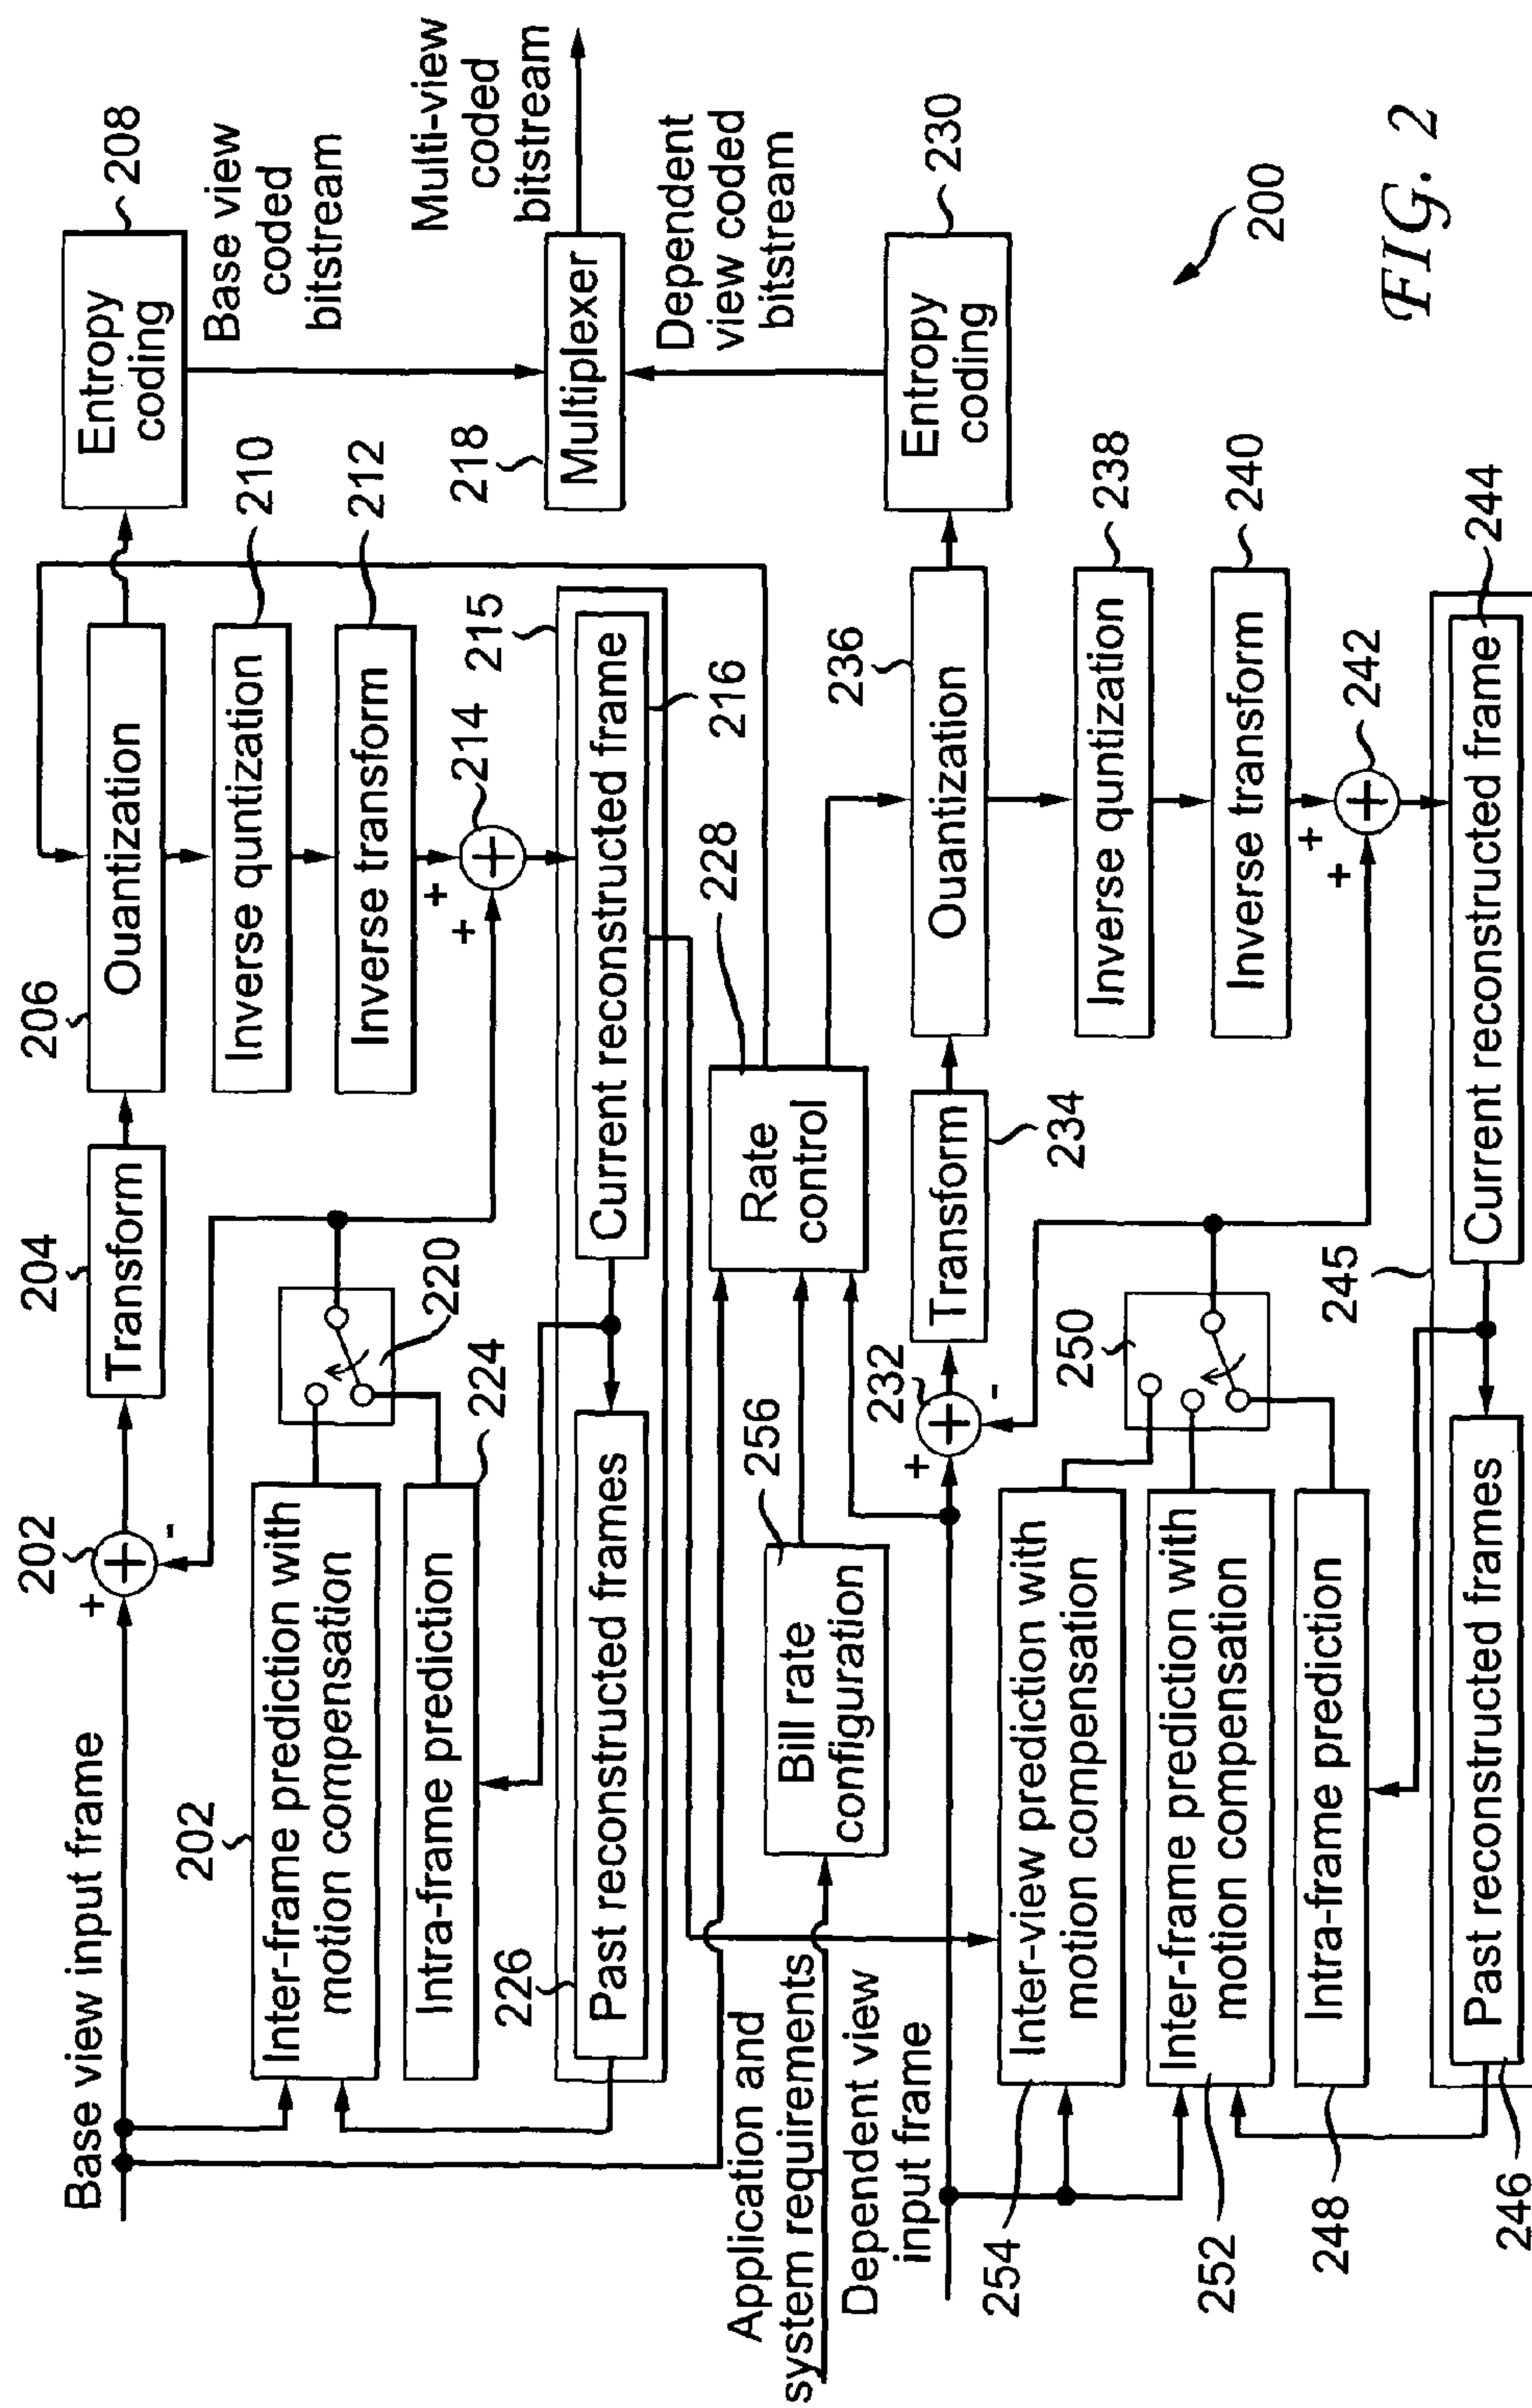 Base view input frame
202
+
-
204
Transform
206
Ouantization
Entropy
coding
208
Base view
coded
bitstream
202
Inter-frame prediction with
motion compensation
220
Inverse quntization
210
Intra-frame prediction
224
Inverse transform
212
+
+
214
226
Past reconstructed frames
Current reconstructed frame
215
216
218
Multiplexer
Multi-view
coded
bitstream
Dependent
view coded
bitstream
Application and
system requirements
Bill rate
configuration
256
Rate
control
228
Dependent view
input frame
+
232
-
Transform
234
236
Ouantization
Entropy
coding
230
254
Inter-view prediction with
motion compensation
250
Inverse quntization
238
252
Inter-frame prediction with
motion compensation
Inverse transform
240
248
Intra-frame prediction
+
+
242
245
246
Past reconstructed frames
Current reconstructed frame
244
200
FIG. 2